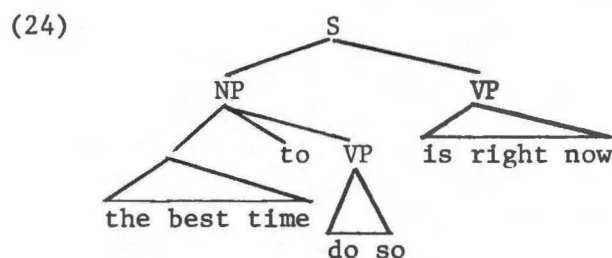 (24)
S
NP VP
to VP is right now
the best time
do so